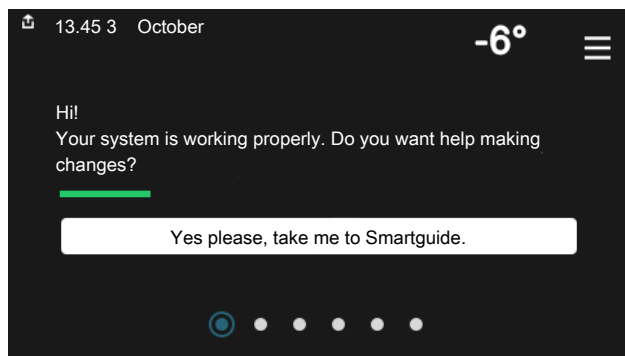 13.45 3 October
-6°
Hi!
Your system is working properly. Do you want help making
changes?
Yes please, take me to Smartguide.